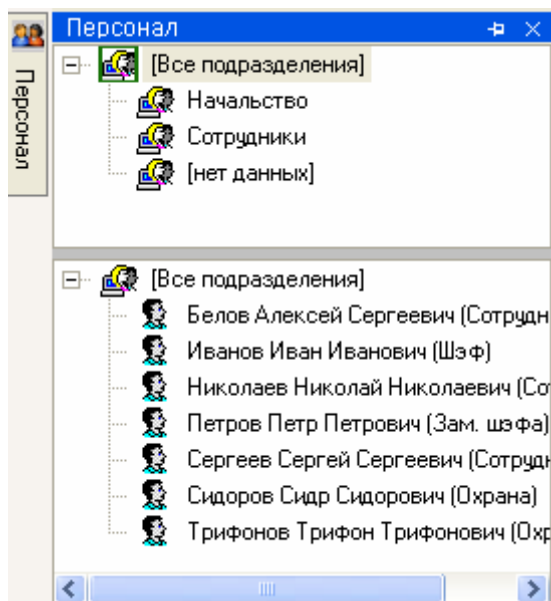 Персонал
Персонал
[Все подразделения]
Начальство
Сотрудники
[нет данных]
[Все подразделения]
Белов Алексей Сергеевич (Сотрудн
Иванов Иван Иванович (Шэф)
Николаев Николай Николаевич (Со
Петров Петр Петрович (Зам. шэфа)
Сергеев Сергей Сергеевич (Сотруд
Сидоров Сидр Сидорович (Охрана)
Трифонов Трифон Трифонович (Охр